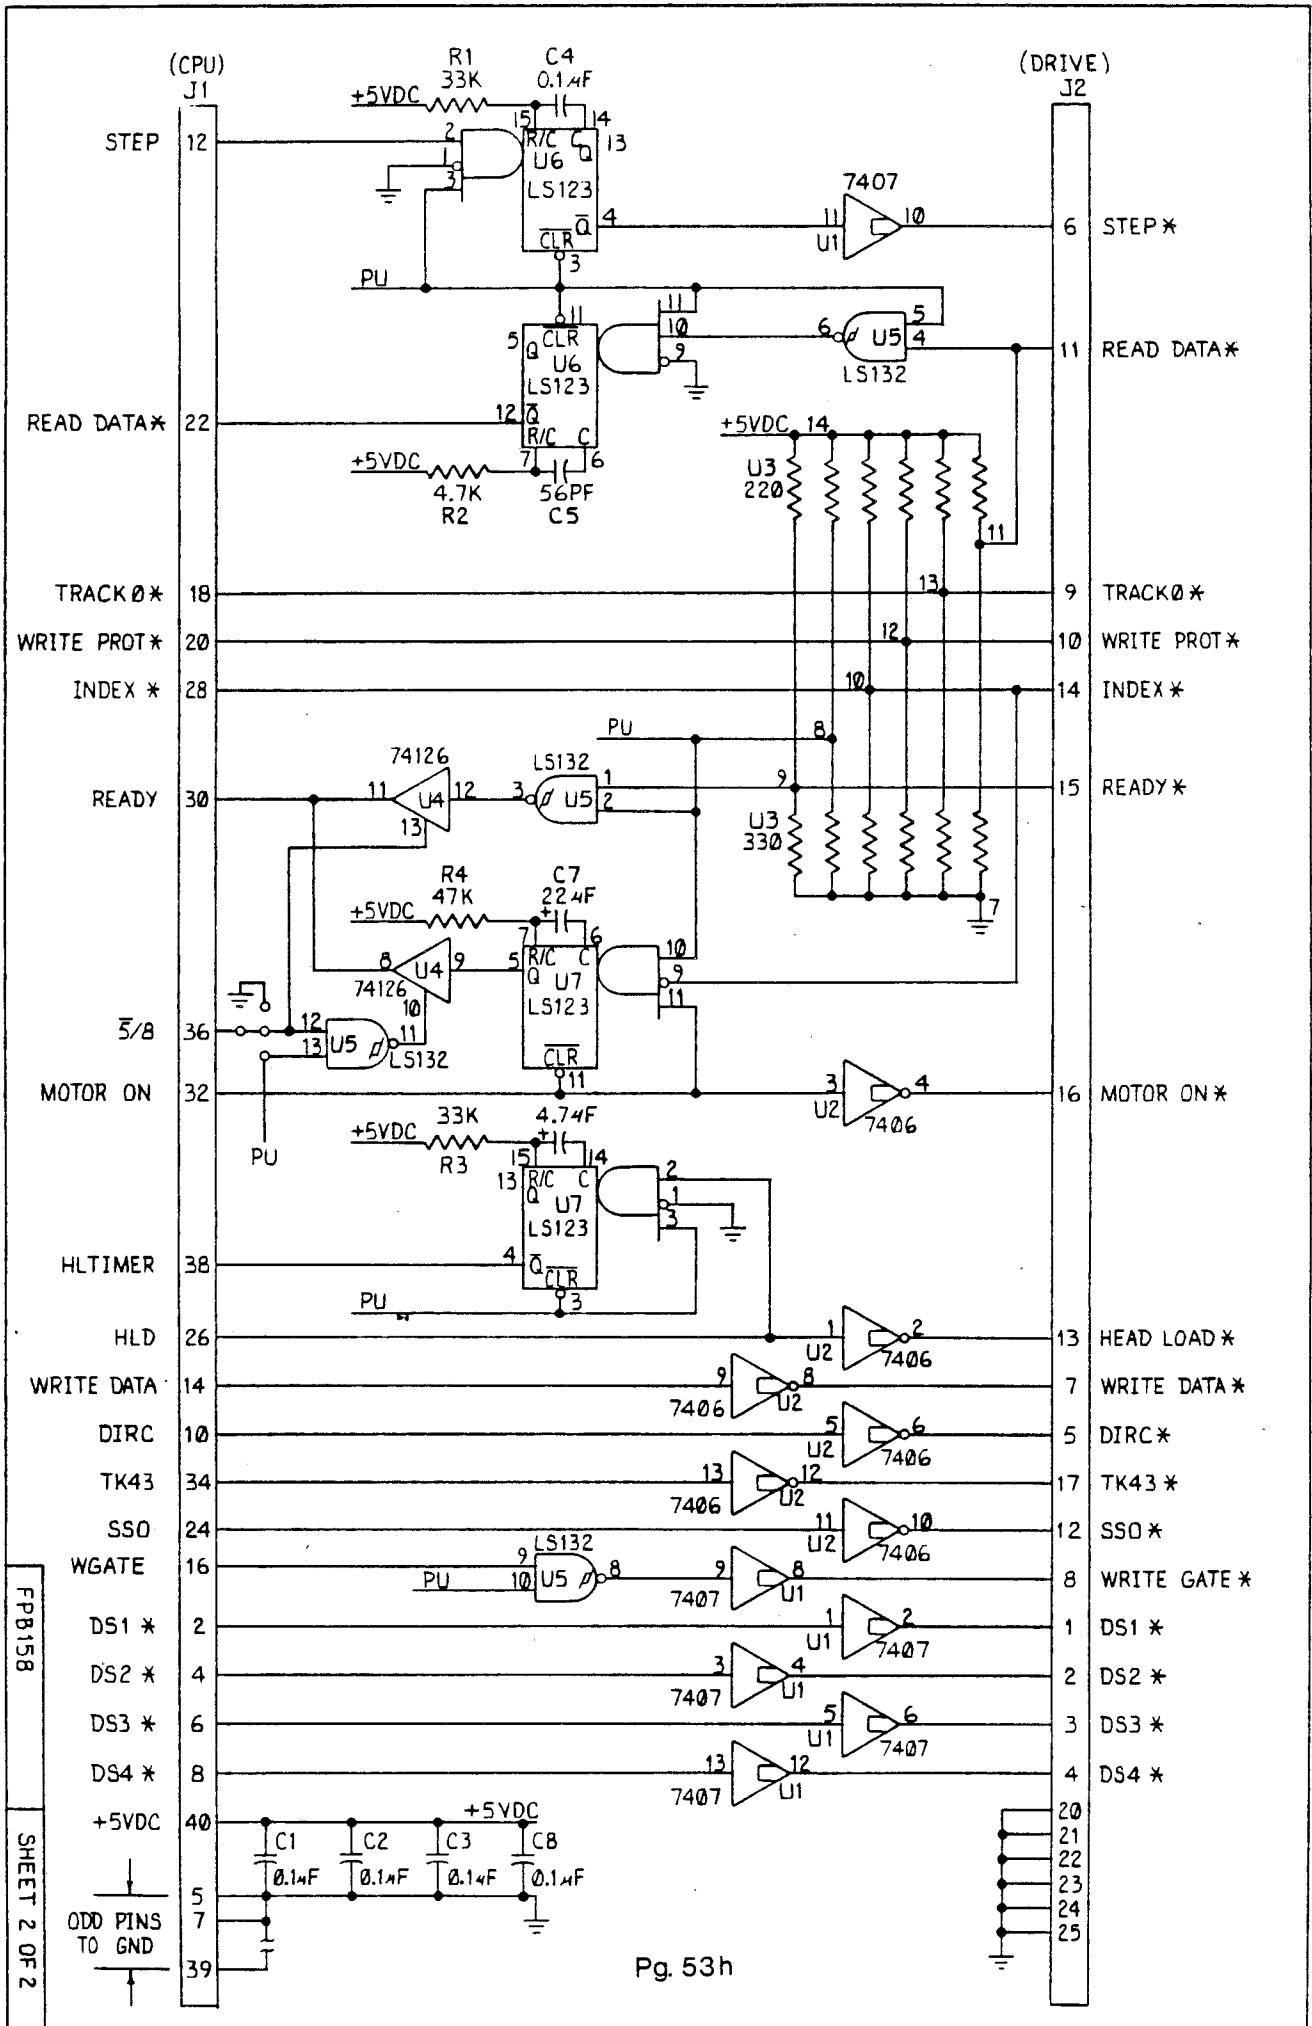 (CPU)
J1
(DRIVE)
J2
R1
33K
C4
0.1µF
+5VDC
15
14
STEP
12
2
1
3
R/C
C
Q
13
U6
LS123
Q
4
CLR
3
7407
11
10
U1
6
STEP*
PU
11
10
9
5
Q
CLR
11
U6
LS123
6
U5
5
4
LS132
11
READ DATA*
READ DATA*
22
12
Q
R/C
C
7
6
+5VDC
4.7K
R2
56PF
C5
+5VDC
14
U3
220
11
TRACKØ*
18
13
9
TRACKØ*
WRITE PROT*
20
12
10
WRITE PROT*
INDEX *
28
10
14
INDEX*
PU
8
74126
LS132
READY
30
11
U4
12
13
3
U5
1
2
9
15
READY*
U3
330
7
R4
47K
C7
22µF
+5VDC
+
7
6
R/C
C
5
Q
U7
LS123
CLR
11
10
9
11
8
U4
9
74126
10
5/8
36
12
13
U5
11
LS132
MOTOR ON
32
3
4
U2
7406
16
MOTOR ON*
PU
33K
R3
4.7µF
+5VDC
+
15
14
13
R/C
C
Q
U7
LS123
2
1
3
HLTIMER
38
4
Q
CLR
3
PU
HLD
26
1
2
U2
7406
13
HEAD LOAD*
WRITE DATA
14
9
8
7406
U2
7
WRITE DATA*
DIRC
10
5
6
U2
7406
5
DIRC*
TK43
34
13
12
7406
U2
17
TK43*
SSO
24
11
10
U2
7406
12
SSO*
WGATE
16
LS132
9
10
U5
8
PU
9
8
7407
U1
8
WRITE GATE*
DS1 *
2
1
2
U1
7407
1
DS1 *
DS2 *
4
3
4
7407
U1
2
DS2 *
DS3 *
6
5
6
U1
7407
3
DS3 *
DS4 *
8
13
12
7407
U1
4
DS4 *
+5VDC
40
+5VDC
C1
0.1µF
C2
0.1µF
C3
0.1µF
C8
0.1µF
5
7
39
ODD PINS
TO GND
20
21
22
23
24
25
FPB158
SHEET 2 OF 2
Pg. 53h